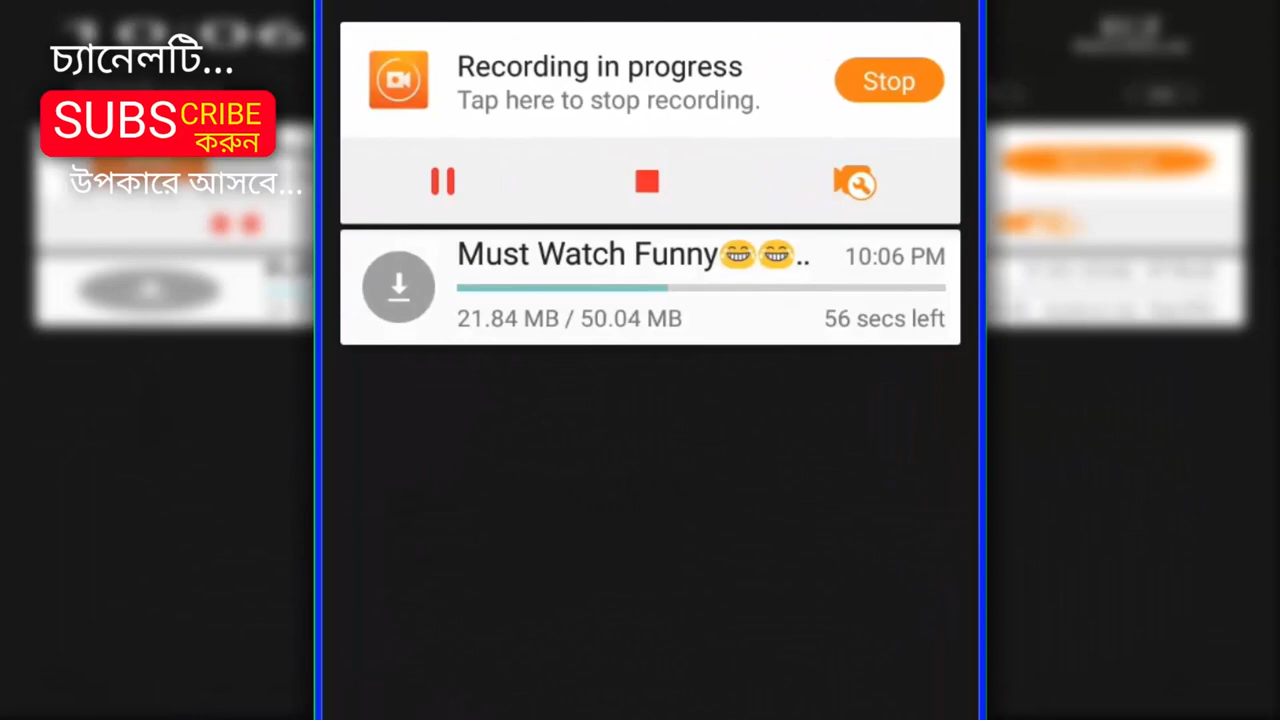 চ্যানেলটি...
SUBSCRIBE
করুন
উপকারে আসবে...
Recording in progress
Tap here to stop recording.
Stop
Must Watch Funny😂😂..
10:06 PM
21.84 MB / 50.04 MB
56 secs left